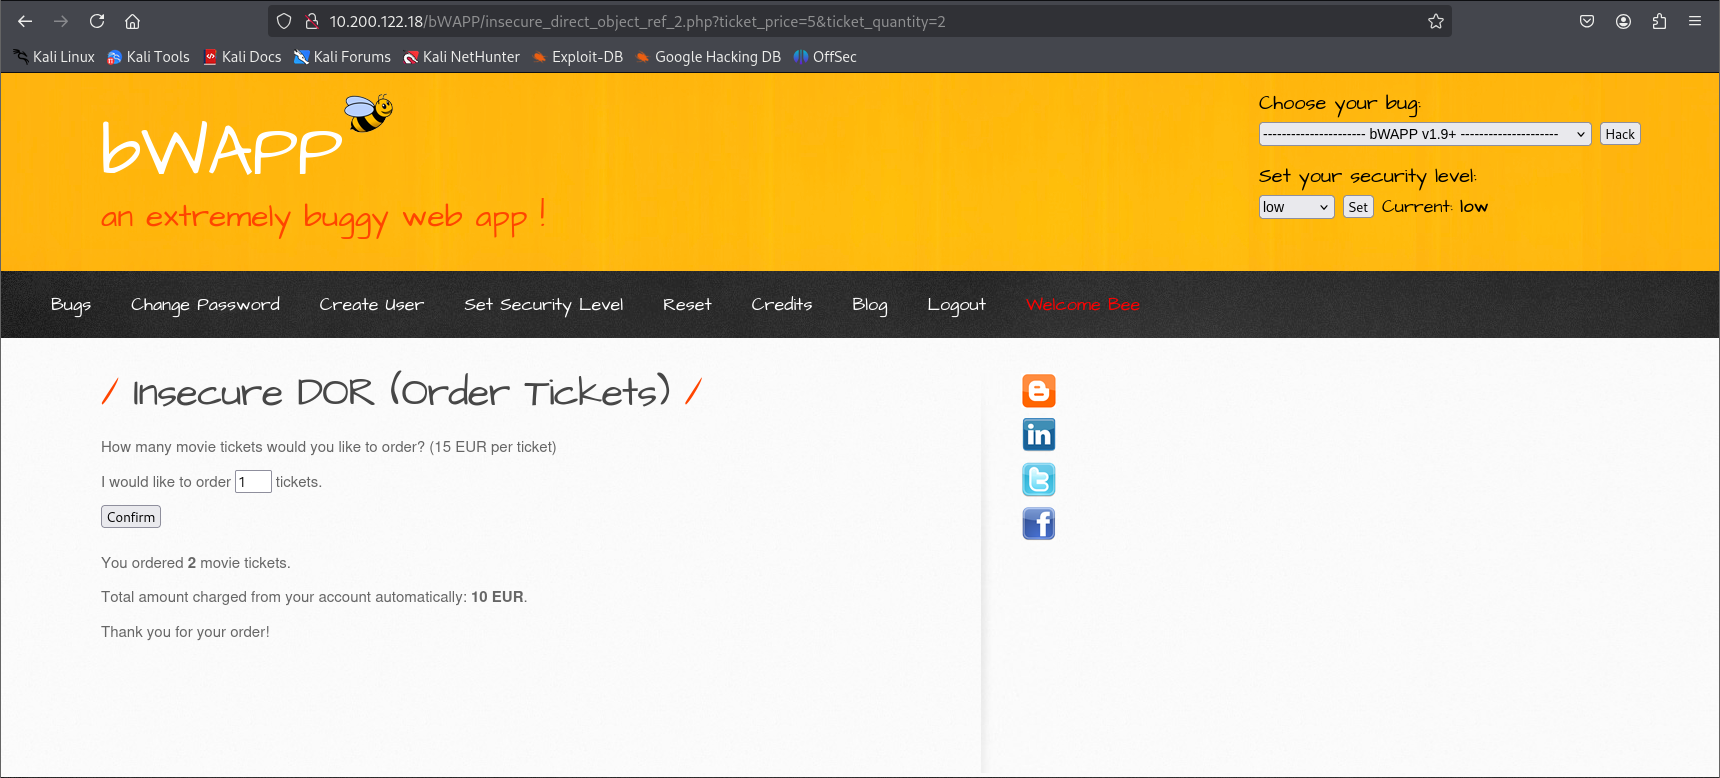 10.200.122.18/bWAPP/insecure_direct_object_ref_2.php?ticket_price=5&ticket_quantity=2
Kali Linux Kali Tools Kali Docs Kali Forums Kali NetHunter Exploit-DB Google Hacking DB OffSec
bWAPP
an extremely buggy web app !
Choose your bug:
---------------------- bWAPP v1.9+ --------------------- Hack
Set your security level:
low Set Current: low
Bugs Change Password Create User Set Security Level Reset Credits Blog Logout Welcome Bee
/ Insecure DOR (Order Tickets) /
How many movie tickets would you like to order? (15 EUR per ticket)
I would like to order 1 tickets.
Confirm
You ordered 2 movie tickets.
Total amount charged from your account automatically: 10 EUR.
Thank you for your order!